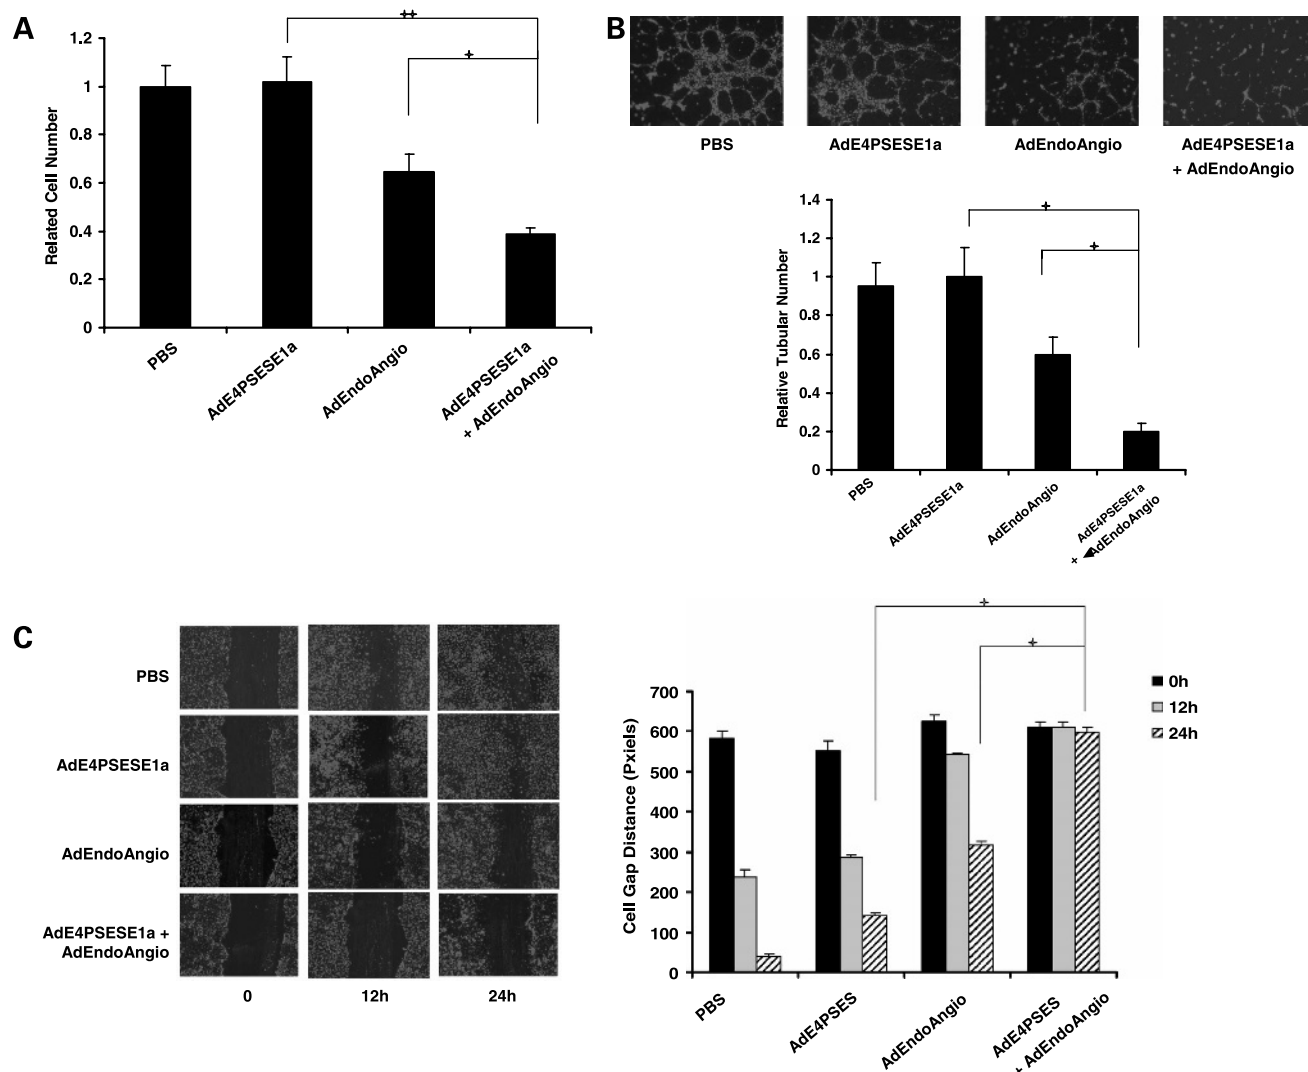 A
1.2
1
0.8
0.6
0.4
0.2
0
Related Cell Number
++
+
PBS
AdE4PSESE1a
AdEndoAngio
AdE4PSESE1a
+ AdEndoAngio
B
PBS
AdE4PSESE1a
AdEndoAngio
AdE4PSESE1a
+ AdEndoAngio
1.4
1.2
1
0.8
0.6
0.4
0.2
0
Relative Tubular Number
+
+
PBS
AdE4PSESE1a
AdEndoAngio
AdE4PSESE1a
+ AdEndoAngio
C
PBS
AdE4PSESE1a
AdEndoAngio
AdE4PSESE1a +
AdEndoAngio
0
12h
24h
700
600
500
400
300
200
100
0
Cell Gap Distance (Pxiels)
+
+
0h
12h
24h
PBS
AdE4PSES
AdEndoAngio
AdE4PSES
+ AdEndoAngio